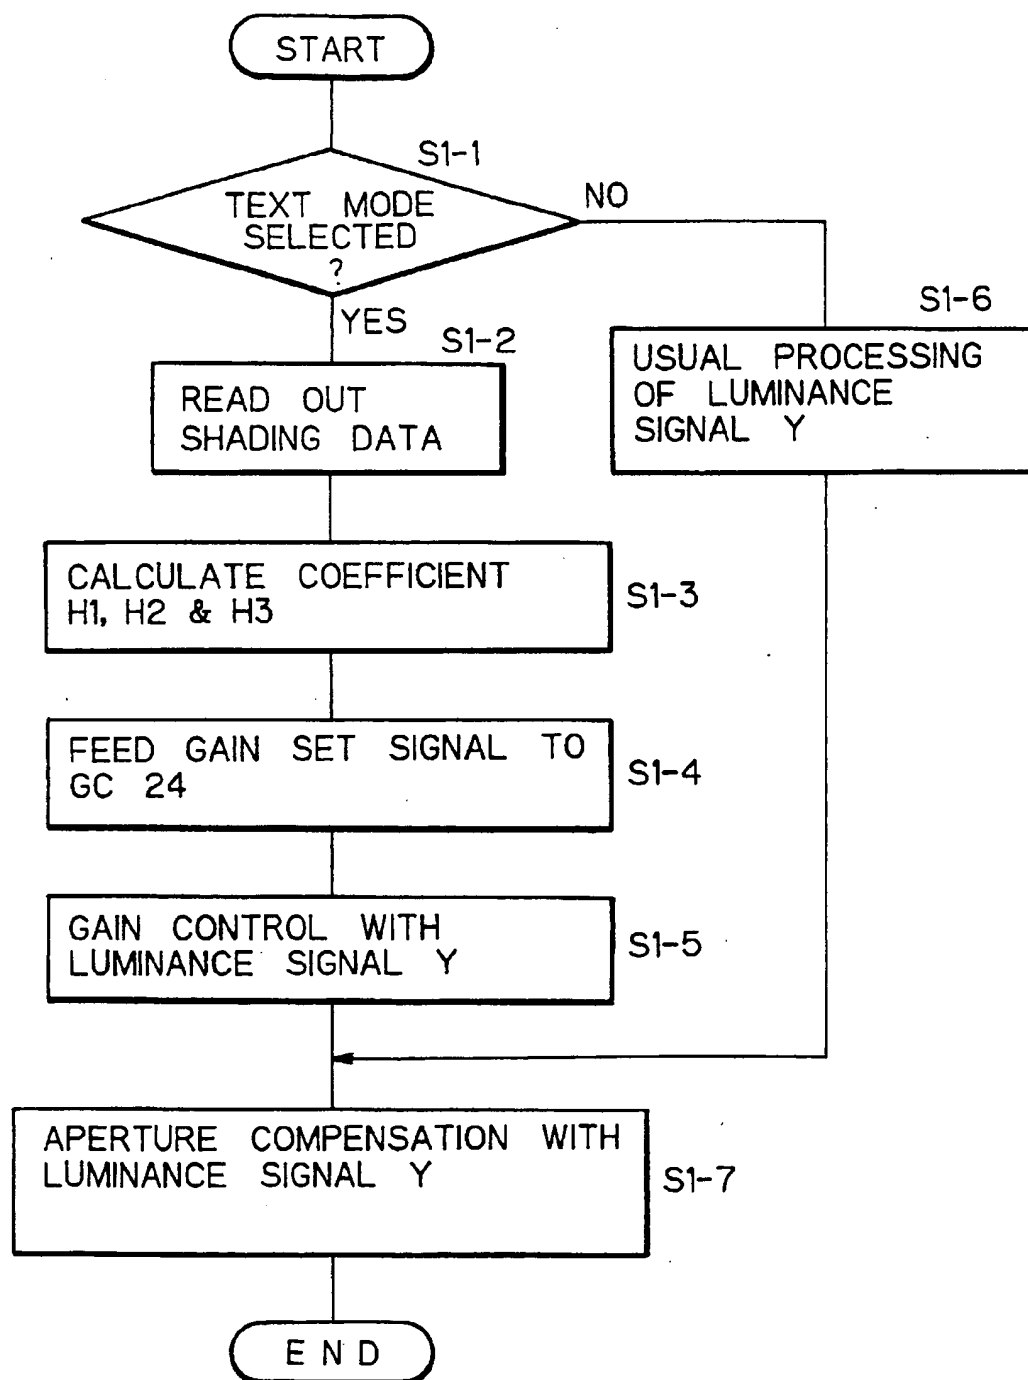 START
S1-1
TEXT MODE
SELECTED
?
NO
YES
S1-2
READ OUT
SHADING DATA
S1-6
USUAL PROCESSING
OF LUMINANCE
SIGNAL Y
CALCULATE COEFFICIENT
H1, H2 & H3
S1-3
FEED GAIN SET SIGNAL TO
GC 24
S1-4
GAIN CONTROL WITH
LUMINANCE SIGNAL Y
S1-5
APERTURE COMPENSATION WITH
LUMINANCE SIGNAL Y
S1-7
END